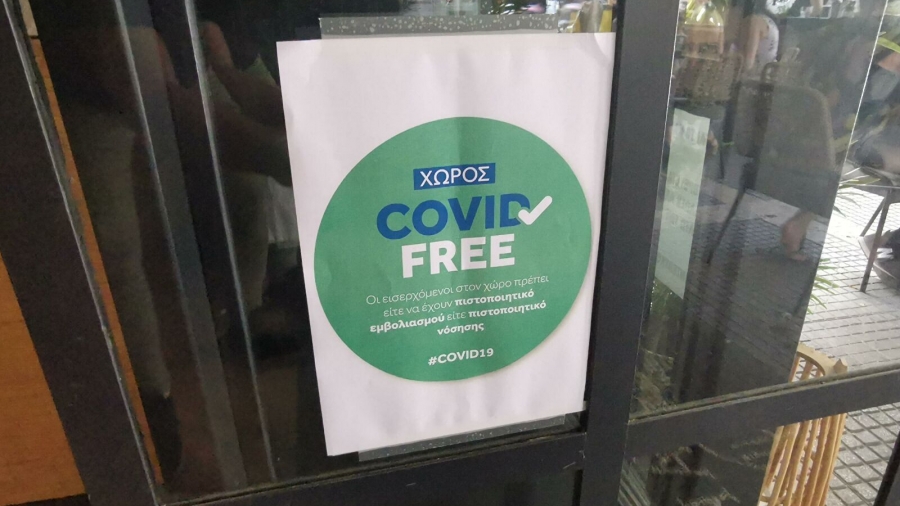 ΧΩΡΟΣ
COVID
FREE
Οι εισερχόμενοι στον χώρο πρέπει
είτε να έχουν πιστοποιητικό
εμβολιασμού είτε πιστοποιητικό
νόσησης
#COVID19